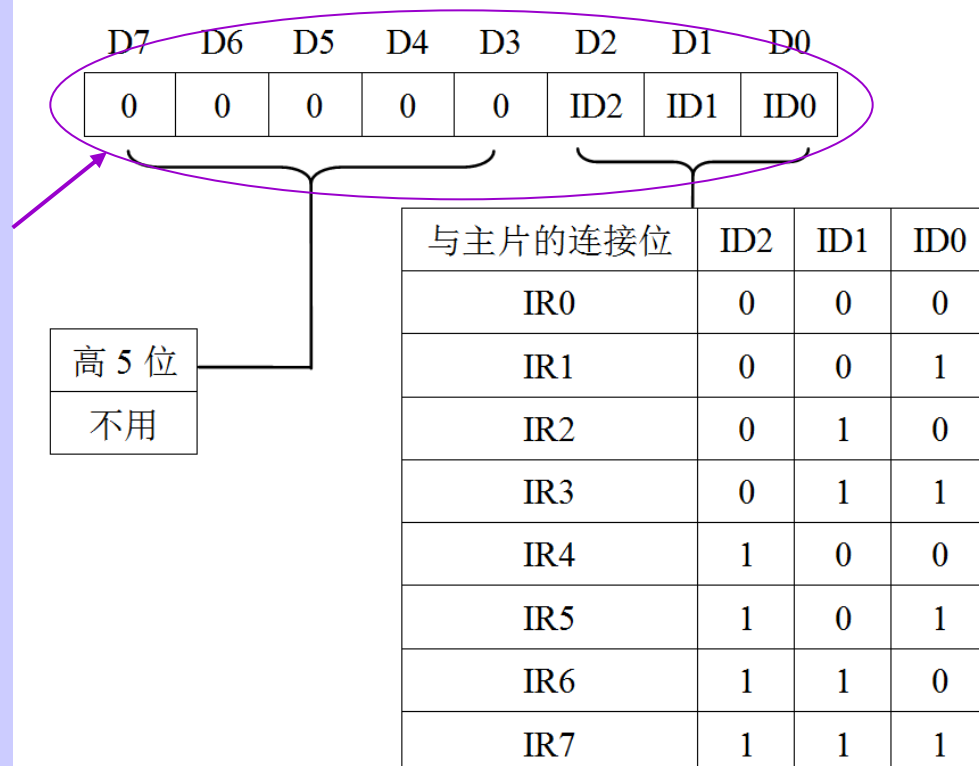 D7 D6 D5 D4 D3 D2 D1 D0
0 0 0 0 0 ID2 ID1 ID0
与主片的连接位 ID2 ID1 ID0
IR0 0 0 0
IR1 0 0 1
高 5 位
不用
IR2 0 1 0
IR3 0 1 1
IR4 1 0 0
IR5 1 0 1
IR6 1 1 0
IR7 1 1 1